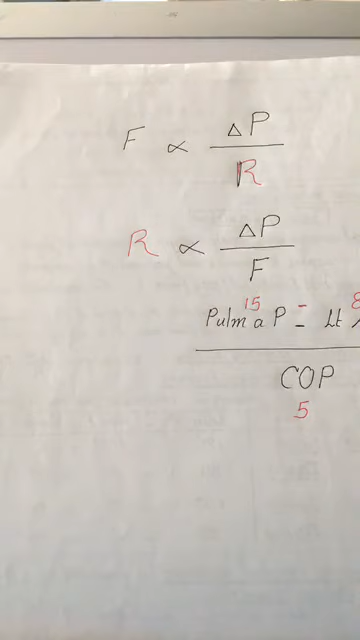 F ∝ ΔP / R
R ∝ ΔP / F
15 - 8
Pulm a P - Lt
COP
5